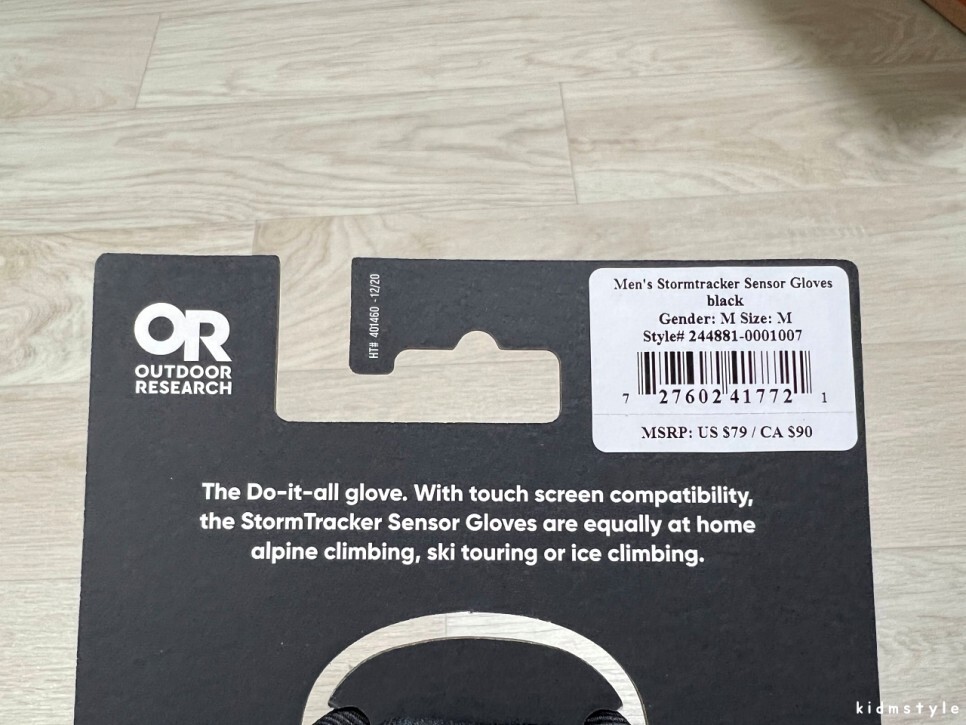 OR
OUTDOOR
RESEARCH
HT# 401460 - 12/20
Men's Stormtracker Sensor Gloves
black
Gender: M Size: M
Style# 244881-0001007
7 27602 41772 1
MSRP: US $79 / CA $90
The Do-it-all glove. With touch screen compatibility,
the StormTracker Sensor Gloves are equally at home
alpine climbing, ski touring or ice climbing.
kidmstyle